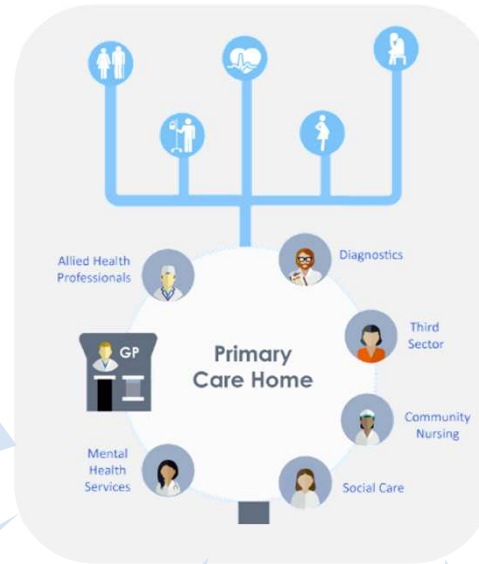 Allied Health
Professionals
Diagnostics
GP
Primary
Care Home
Third
Sector
Community
Nursing
Mental
Health
Services
Social Care